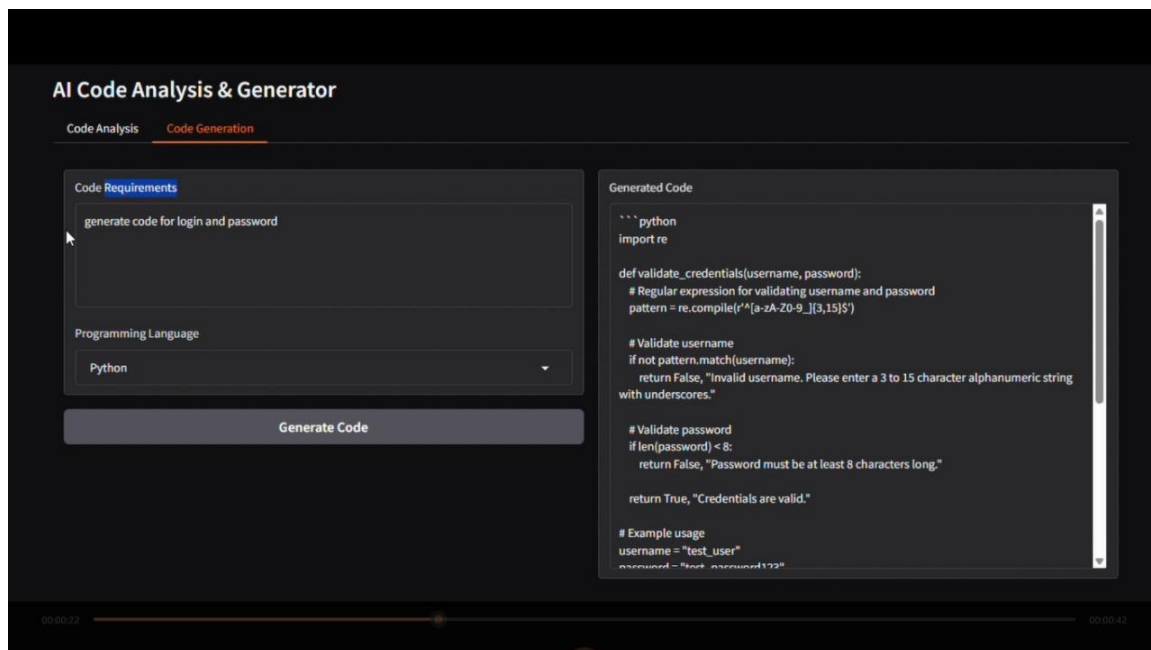 AI Code Analysis & Generator
Code Analysis Code Generation
Code Requirements
generate code for login and password
Programming Language
Python
Generate Code
Generated Code
```python
import re
def validate_credentials(username, password):
# Regular expression for validating username and password
pattern = re.compile(r'^[a-zA-Z0-9_]{3,15}$')
# Validate username
if not pattern.match(username):
return False, "Invalid username. Please enter a 3 to 15 character alphanumeric string
with underscores."
# Validate password
if len(password) < 8:
return False, "Password must be at least 8 characters long."
return True, "Credentials are valid."
# Example usage
username = "test_user"
password = "test_password123"
00:00:22 00:00:42